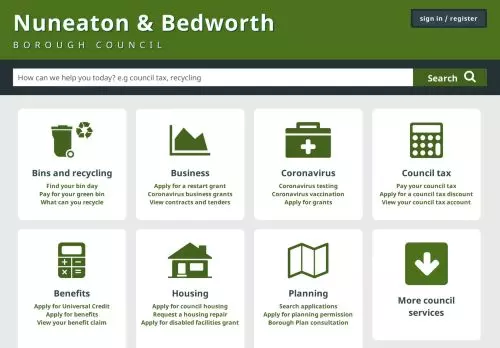 Nuneaton & Bedworth
BOROUGH COUNCIL
sign in / register
How can we help you today? e.g council tax, recycling
Search
Bins and recycling
Find your bin day
Pay for your green bin
What can you recycle
Business
Apply for a restart grant
Coronavirus business grants
View contracts and tenders
Coronavirus
Coronavirus testing
Coronavirus vaccination
Apply for grants
Council tax
Pay your council tax
Apply for a council tax discount
View your council tax account
Benefits
Apply for Universal Credit
Apply for benefits
View your benefit claim
Housing
Apply for council housing
Request a housing repair
Apply for disabled facilities grant
Planning
Search applications
Apply for planning permission
Borough Plan consultation
More council
services